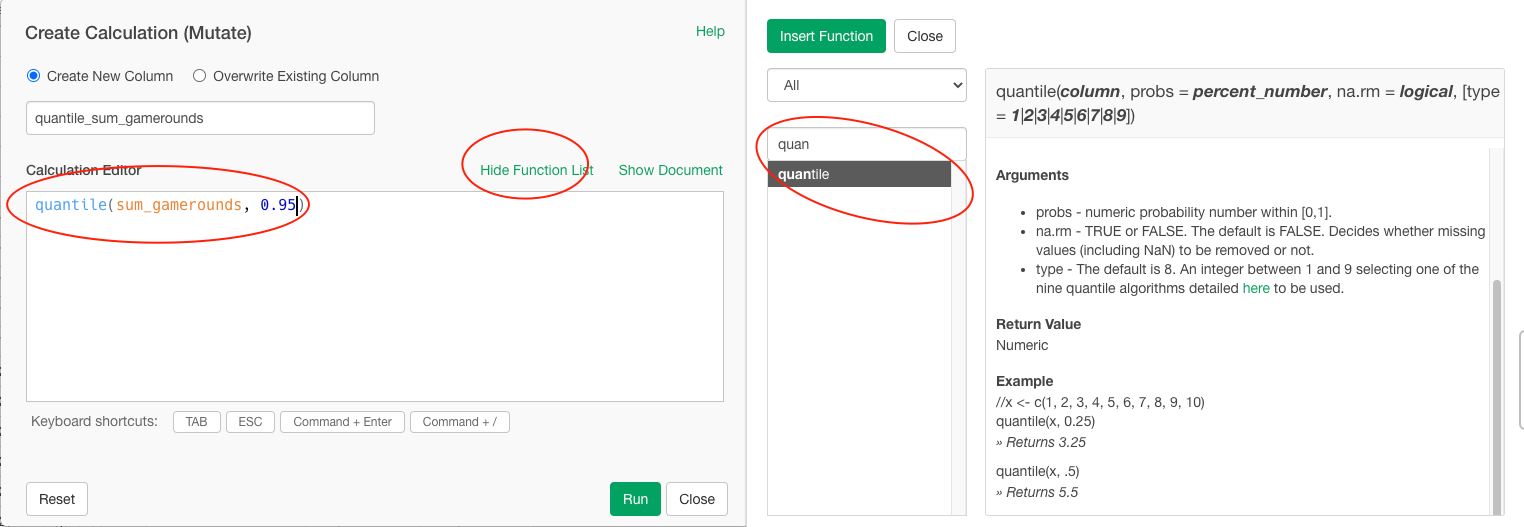 Create Calculation (Mutate)
Help
Create New Column
Overwrite Existing Column
quantile_sum_gamerounds
Calculation Editor
Hide Function List
Show Document
quantile(sum_gamerounds, 0.95)
Keyboard shortcuts:
TAB
ESC
Command + Enter
Command + /
Reset
Run
Close
Insert Function
Close
All
quan
quantile
quantile(column, probs = percent_number, na.rm = logical, [type
= 1|2|3|4|5|6|7|8|9])
Arguments
• probs - numeric probability number within [0,1].
• na.rm - TRUE or FALSE. The default is FALSE. Decides whether missing
values (including NaN) to be removed or not.
• type - The default is 8. An integer between 1 and 9 selecting one of the
nine quantile algorithms detailed here to be used.
Return Value
Numeric
Example
//x <- c(1, 2, 3, 4, 5, 6, 7, 8, 9, 10)
quantile(x, 0.25)
» Returns 3.25
quantile(x, .5)
» Returns 5.5